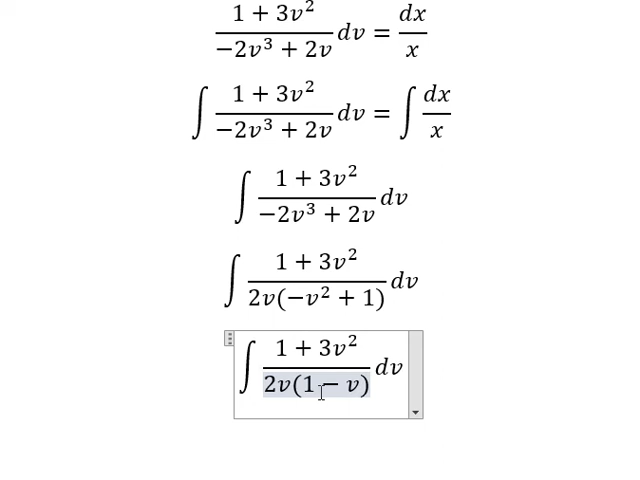 (1 + 3v²)/(−2v³ + 2v) dv = dx/x
∫ (1 + 3v²)/(−2v³ + 2v) dv = ∫ dx/x
∫ (1 + 3v²)/(−2v³ + 2v) dv
∫ (1 + 3v²)/(2v(−v² + 1)) dv
∫ (1 + 3v²)/(2v(1 − v)) dv